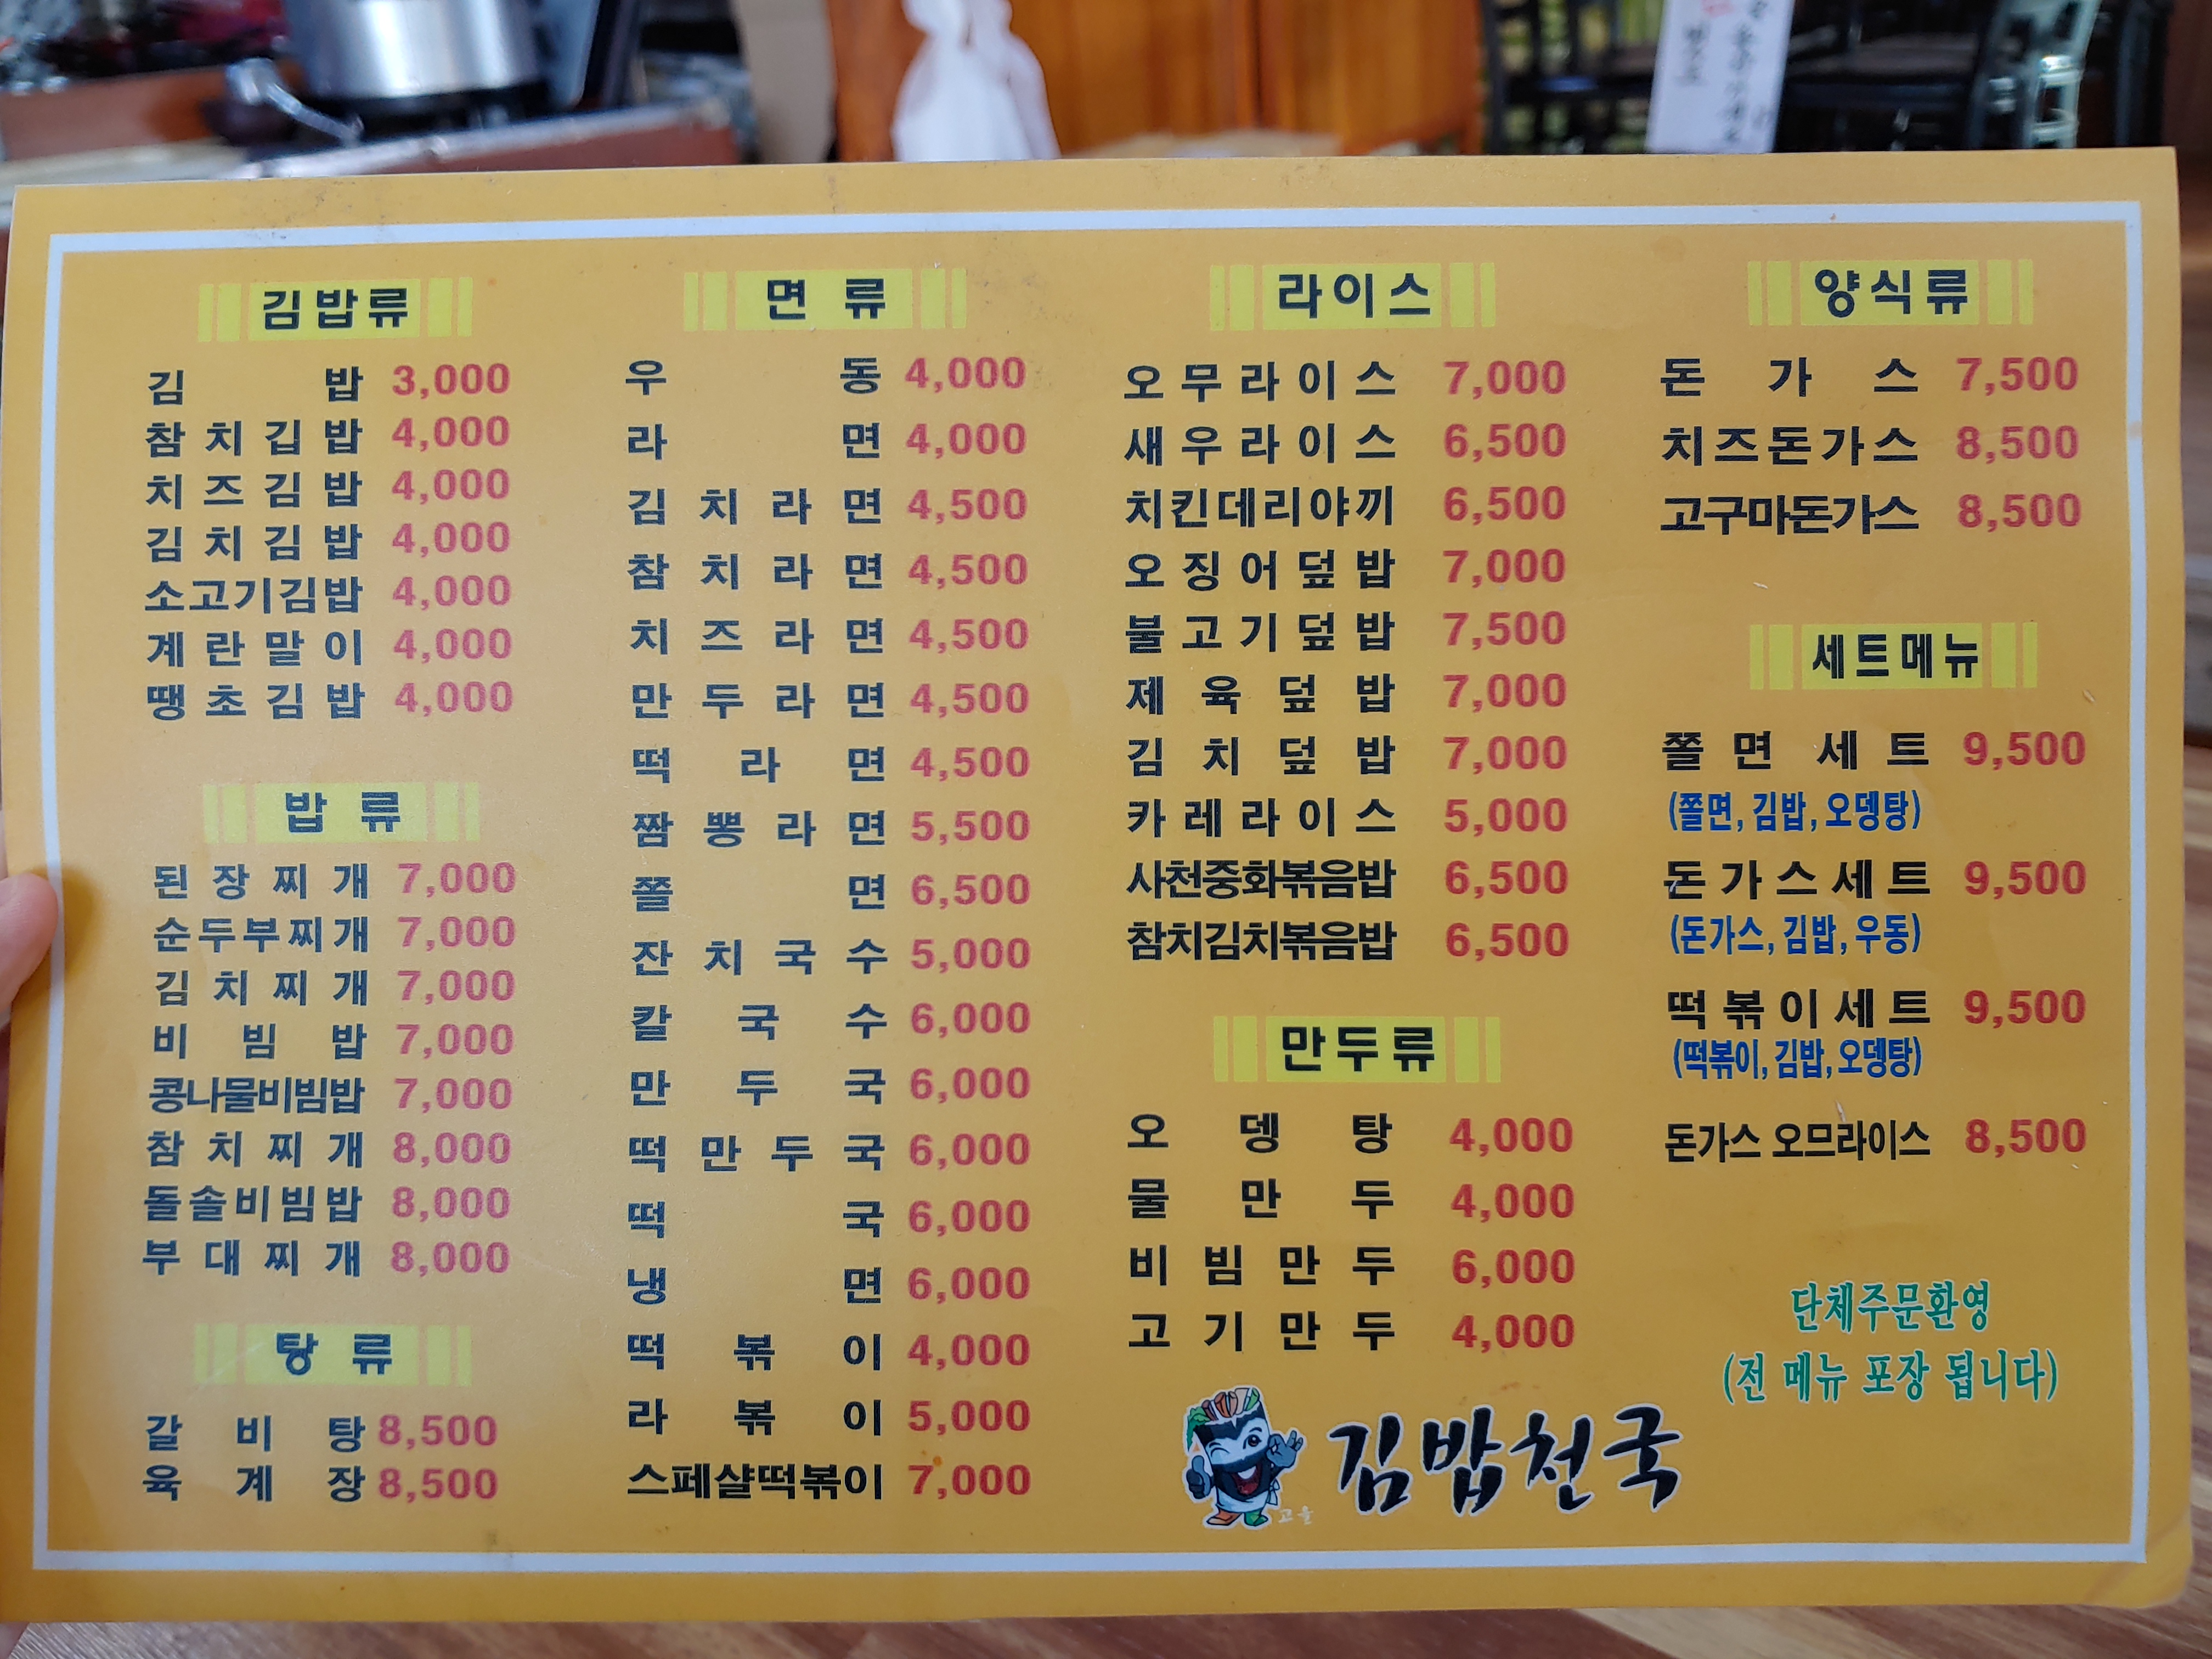 김밥류
김 밥 3,000
참치깁밥 4,000
치즈김밥 4,000
김치김밥 4,000
소고기김밥 4,000
계란말이 4,000
땡초김밥 4,000
밥 류
된장찌개 7,000
순두부찌개 7,000
김치찌개 7,000
비빔밥 7,000
콩나물비빔밥 7,000
참치찌개 8,000
돌솥비빔밥 8,000
부대찌개 8,000
탕 류
갈비탕 8,500
육계장 8,500
면 류
우 동 4,000
라 면 4,000
김치라면 4,500
참치라면 4,500
치즈라면 4,500
만두라면 4,500
떡라면 4,500
짬뽕라면 5,500
쫄 면 6,500
잔치국수 5,000
칼국수 6,000
만두국 6,000
떡만두국 6,000
떡 국 6,000
냉 면 6,000
떡볶이 4,000
라볶이 5,000
스페샬떡볶이 7,000
라이스
오무라이스 7,000
새우라이스 6,500
치킨데리야끼 6,500
오징어덮밥 7,000
불고기덮밥 7,500
제육덮밥 7,000
김치덮밥 7,000
카레라이스 5,000
사천중화볶음밥 6,500
참치김치볶음밥 6,500
만두류
오뎅탕 4,000
물만두 4,000
비빔만두 6,000
고기만두 4,000
고을
김밥천국
양식류
돈가스 7,500
치즈돈가스 8,500
고구마돈가스 8,500
세트메뉴
쫄면세트 9,500
(쫄면, 김밥, 오뎅탕)
돈가스세트 9,500
(돈가스, 김밥, 우동)
떡볶이세트 9,500
(떡볶이, 김밥, 오뎅탕)
돈가스 오므라이스 8,500
단체주문환영
(전 메뉴 포장 됩니다)